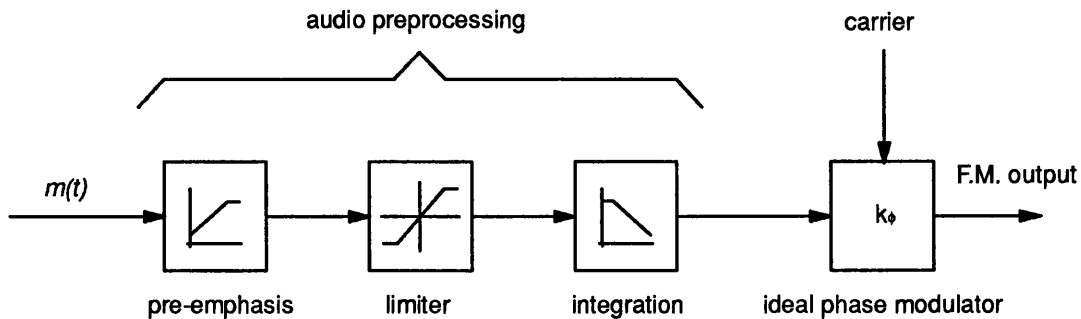 audio preprocessing
carrier
m(t)
F.M. output
kϕ
pre-emphasis
limiter
integration
ideal phase modulator